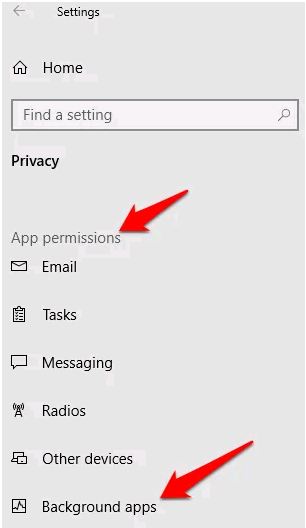 Settings
Home
Find a setting
Privacy
App permissions
Email
Tasks
Messaging
Radios
Other devices
Background apps